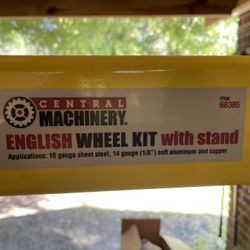 CENTRAL
MACHINERY®
ITEM
68385
ENGLISH WHEEL KIT with stand
Applications: 16 gauge sheet steel, 14 gauge (1/8") soft aluminum and copper